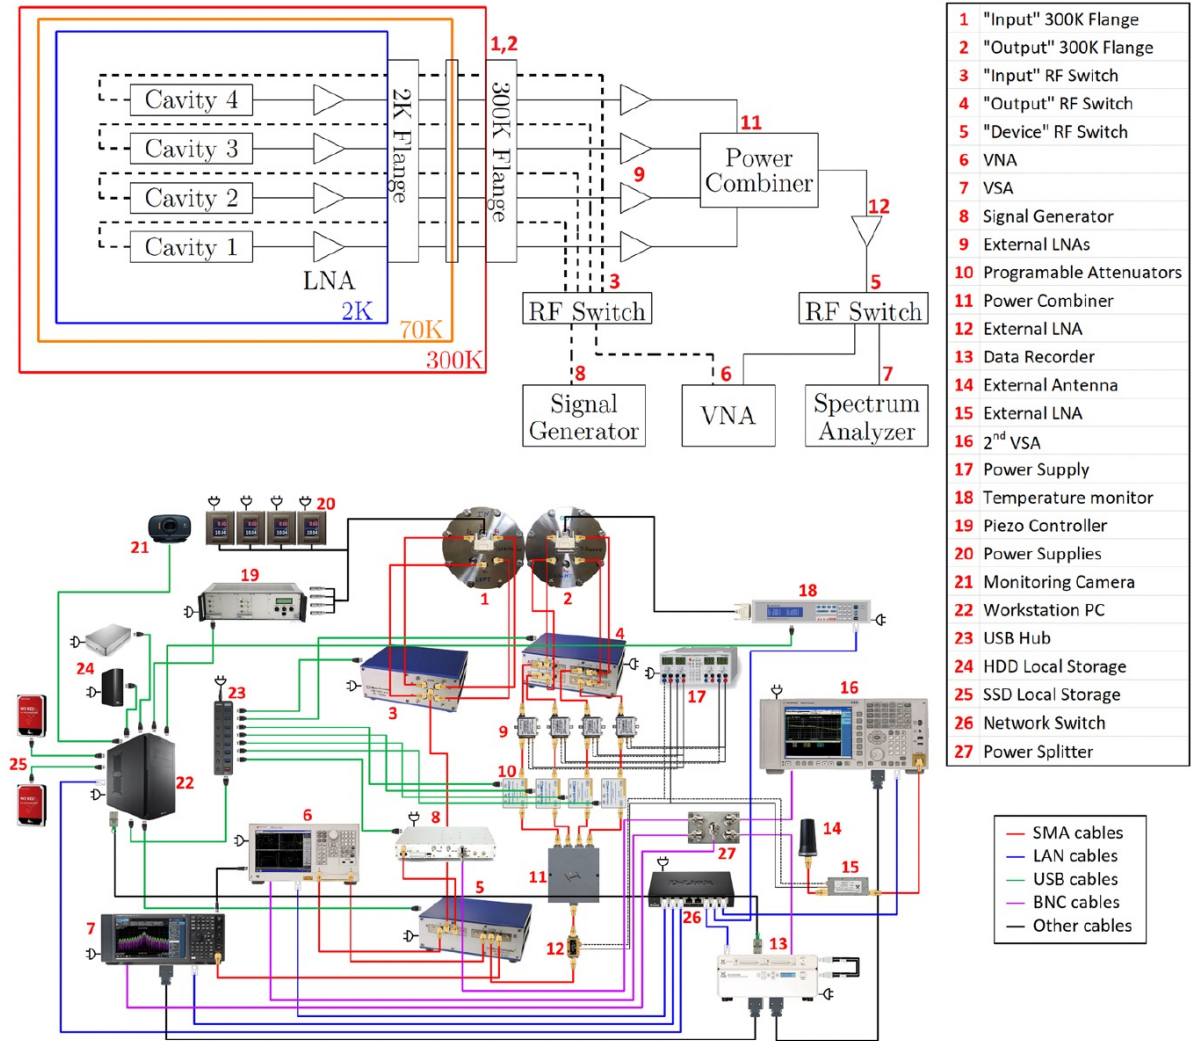 1,2
Cavity 4
Cavity 3
Cavity 2
Cavity 1
LNA
2K
70K
300K
2K Flange
300K Flange
9
11
Power
Combiner
12
3
RF Switch
5
RF Switch
8
Signal
Generator
6
VNA
7
Spectrum
Analyzer
1 "Input" 300K Flange
2 "Output" 300K Flange
3 "Input" RF Switch
4 "Output" RF Switch
5 "Device" RF Switch
6 VNA
7 VSA
8 Signal Generator
9 External LNAs
10 Programable Attenuators
11 Power Combiner
12 External LNA
13 Data Recorder
14 External Antenna
15 External LNA
16 2nd VSA
17 Power Supply
18 Temperature monitor
19 Piezo Controller
20 Power Supplies
21 Monitoring Camera
22 Workstation PC
23 USB Hub
24 HDD Local Storage
25 SSD Local Storage
26 Network Switch
27 Power Splitter
20
21
19
1
2
18
24
4
17
16
23
3
9
25
22
10
6
8
27
14
15
11
7
5
26
12
13
D-Link
WD RED
WD RED
SMA cables
LAN cables
USB cables
BNC cables
Other cables